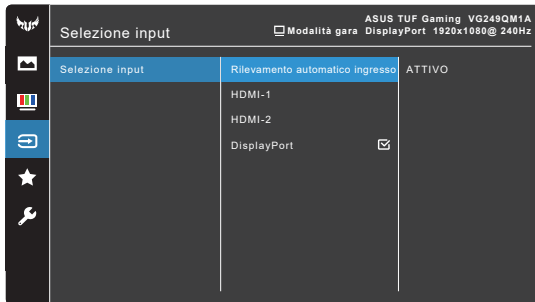 ASUS TUF Gaming VG249QM1A
Selezione input
Modalità gara DisplayPort 1920x1080@ 240Hz
Selezione input
Rilevamento automatico ingresso
ATTIVO
HDMI-1
HDMI-2
DisplayPort